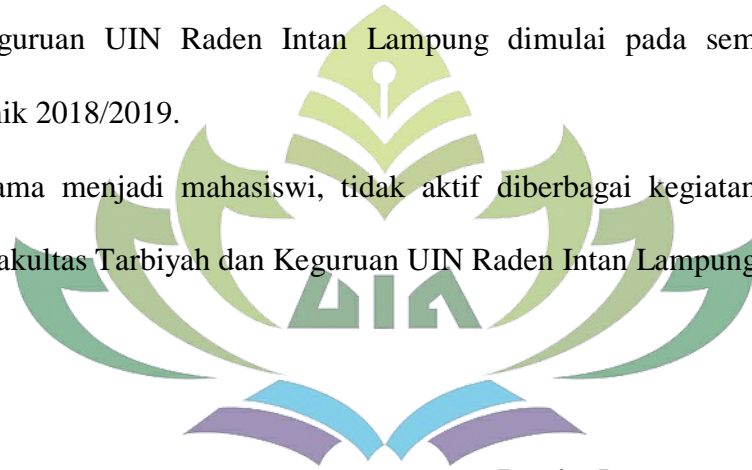 guruan UIN Raden Intan Lampung dimulai pada sem
ik 2018/2019.
ama menjadi mahasiswi, tidak aktif diberbagai kegiatan
akultas Tarbiyah dan Keguruan UIN Raden Intan Lampung
UIN